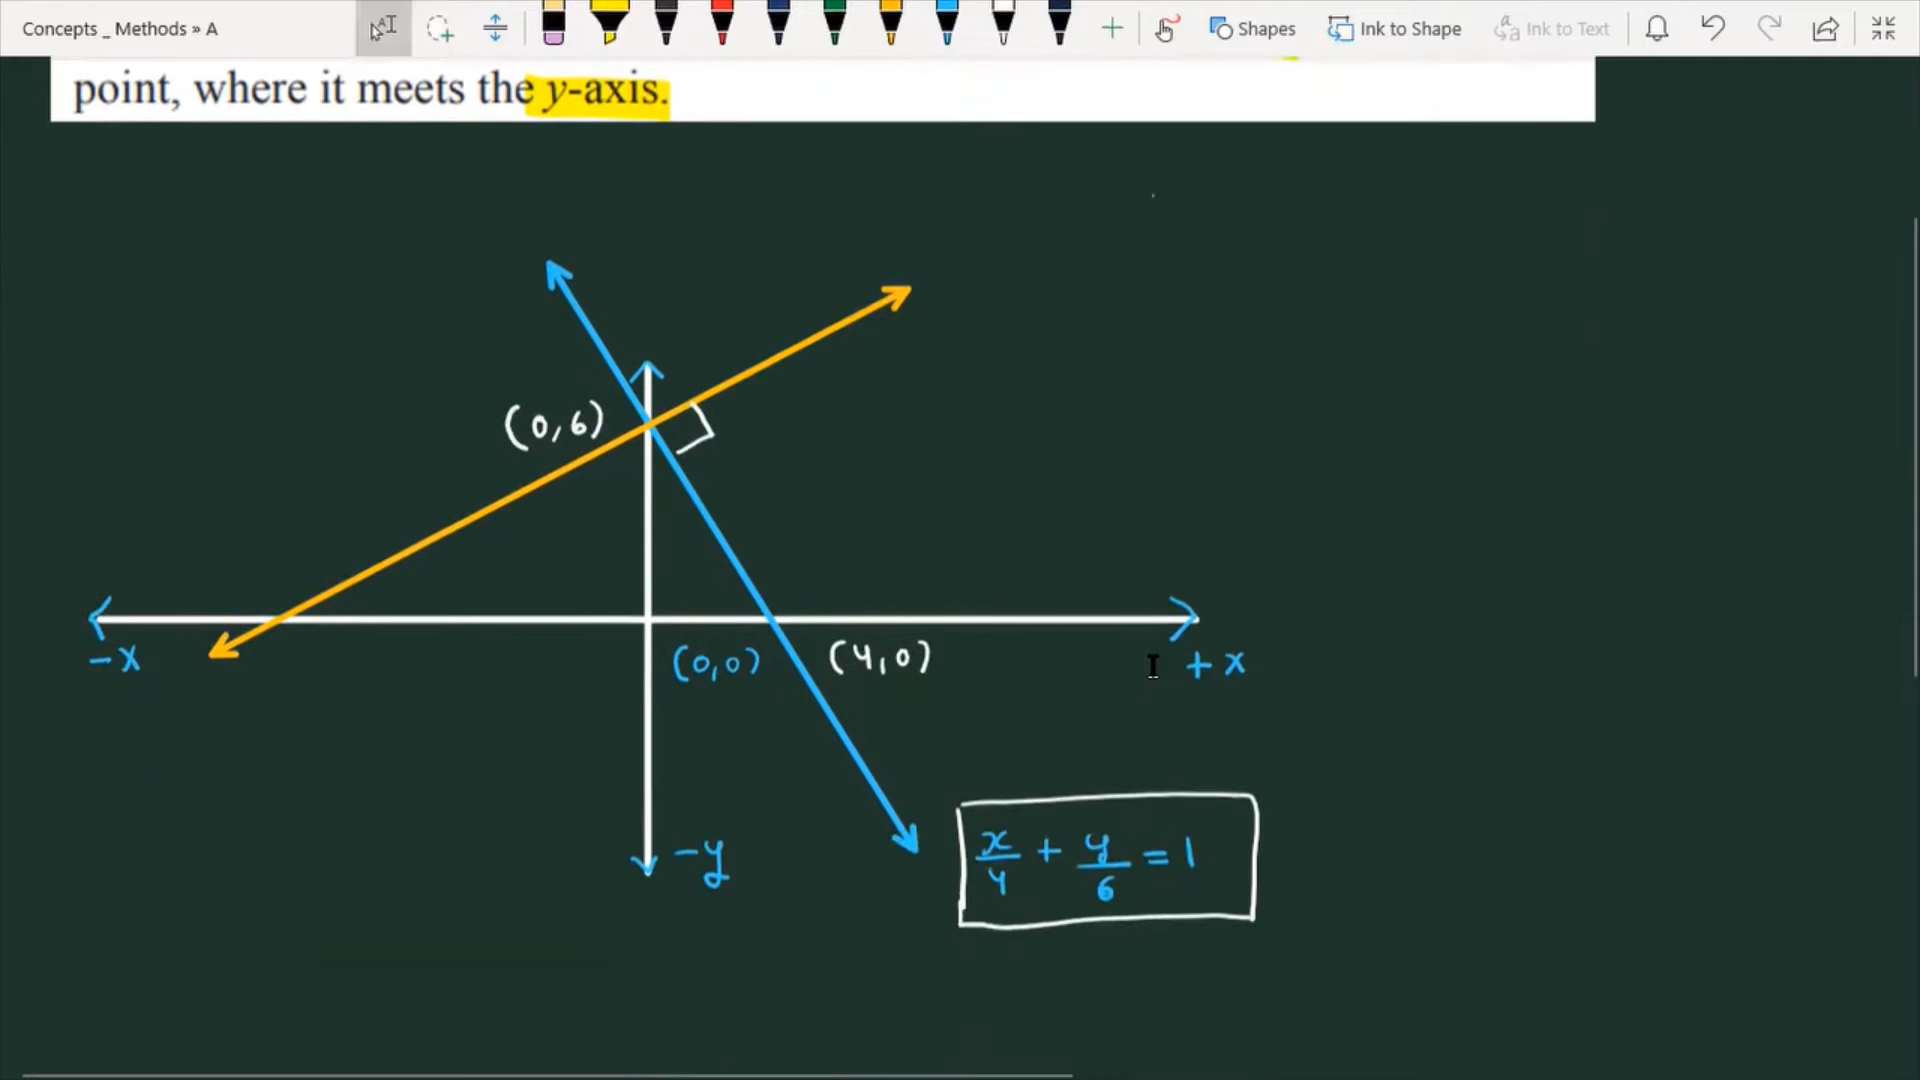 Concepts _ Methods » A
Shapes
Ink to Shape
Ink to Text
point, where it meets the y-axis.
(0,6)
-x
(0,0)
(4,0)
+x
-y
x/4 + y/6 = 1